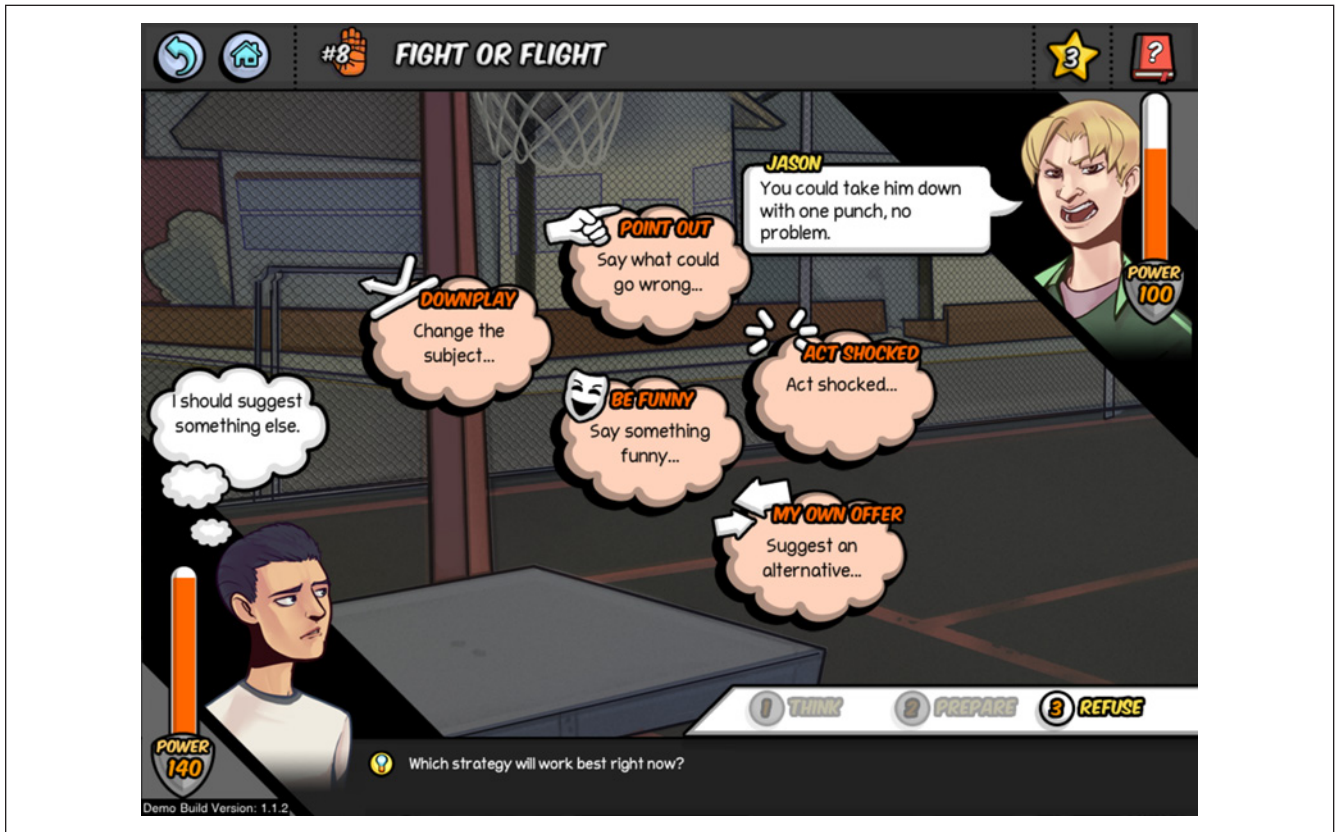 #8
FIGHT OR FLIGHT
3
?
JASON
You could take him down
with one punch, no
problem.
POWER
100
POINT OUT
Say what could
go wrong...
DOWNPLAY
Change the
subject...
ACT SHOCKED
Act shocked...
BE FUNNY
Say something
funny...
I should suggest
something else.
MY OWN OFFER
Suggest an
alternative...
1 THINK
2 PREPARE
3 REFUSE
POWER
140
Which strategy will work best right now?
Demo Build Version: 1.1.2